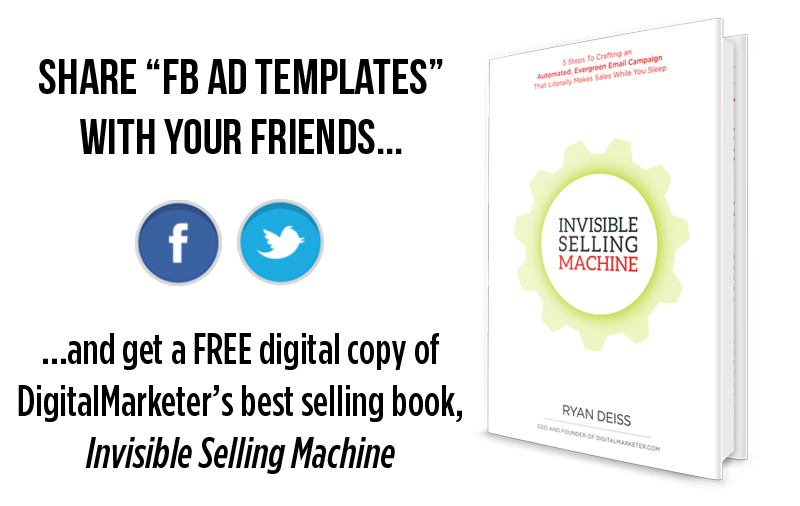 SHARE “FB AD TEMPLATES”
WITH YOUR FRIENDS...
f
...and get a FREE digital copy of
DigitalMarketer’s best selling book,
Invisible Selling Machine
5 Steps To Crafting an
Automated, Evergreen Email Campaign
That Literally Makes Sales While You Sleep
INVISIBLE
SELLING
MACHINE
RYAN DEISS
CEO AND FOUNDER OF DIGITALMARKETER.COM